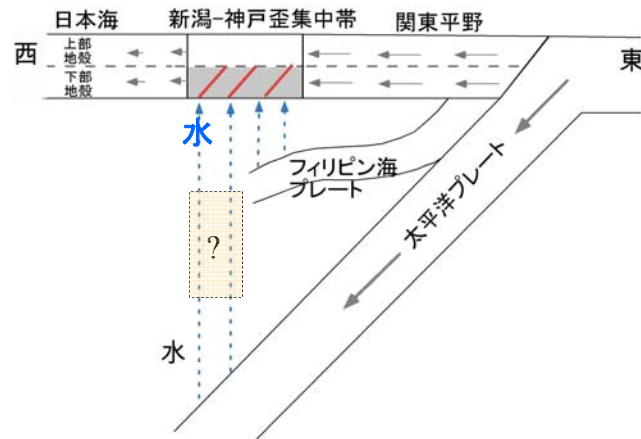 日本海
新潟-神戸歪集中帯
関東平野
西
上部
地殻
下部
地殻
東
水
フィリピン海
プレート
太平洋プレート
?
水